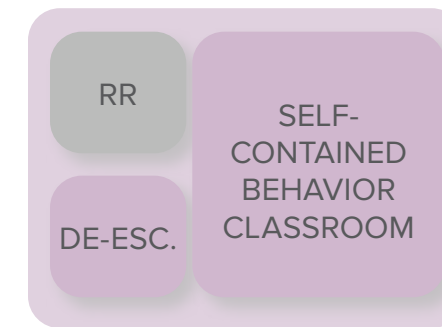 RR
DE-ESC.
SELF-
CONTAINED
BEHAVIOR
CLASSROOM